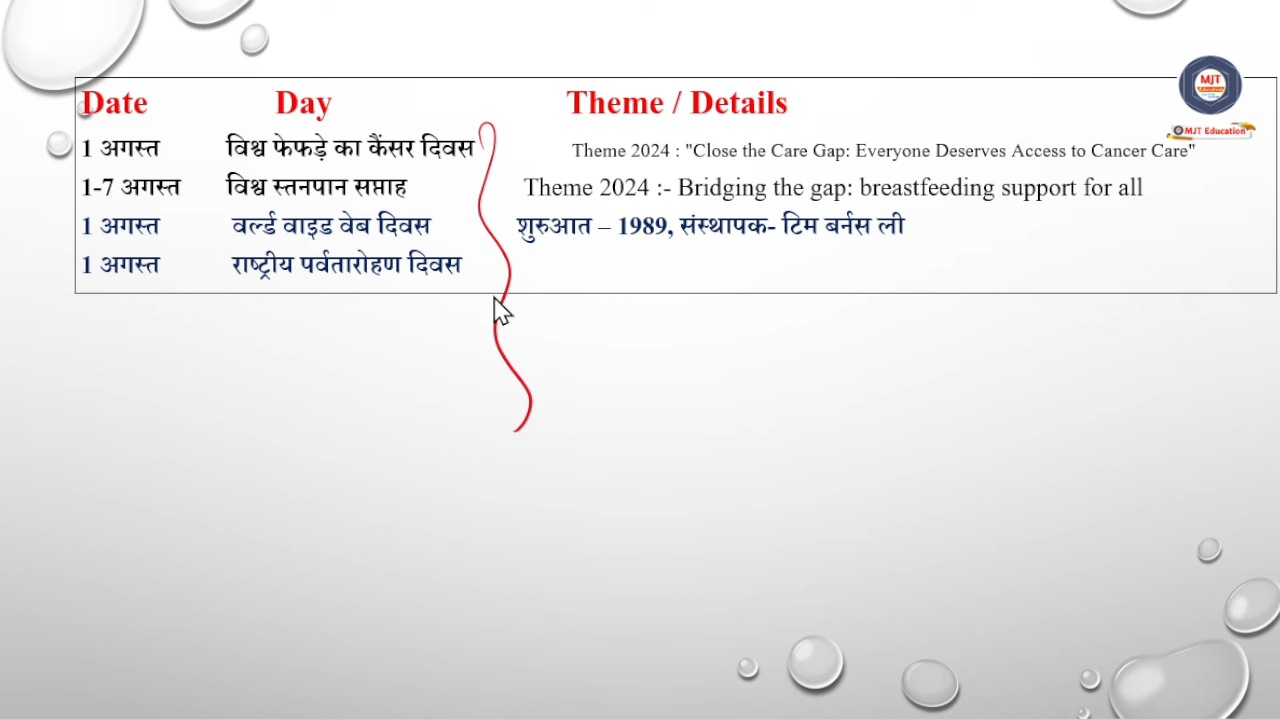 MJT
Education
MJT Education
Date Day Theme / Details
1 अगस्त विश्व फेफड़े का कैंसर दिवस Theme 2024 : "Close the Care Gap: Everyone Deserves Access to Cancer Care"
1-7 अगस्त विश्व स्तनपान सप्ताह Theme 2024 :- Bridging the gap: breastfeeding support for all
1 अगस्त वर्ल्ड वाइड वेब दिवस शुरुआत – 1989, संस्थापक- टिम बर्नस ली
1 अगस्त राष्ट्रीय पर्वतारोहण दिवस